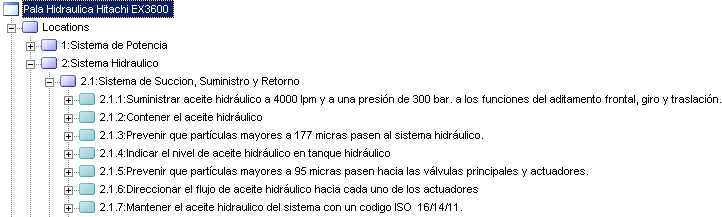 Pala Hidraulica Hitachi EX3600
Locations
1:Sistema de Potencia
2:Sistema Hidraulico
2.1:Sistema de Succion, Suministro y Retorno
2.1.1:Suministrar aceite hidráulico a 4000 lpm y a una presión de 300 bar. a los funciones del aditamento frontal, giro y traslación.
2.1.2:Contener el aceite hidráulico
2.1.3:Prevenir que partículas mayores a 177 micras pasen al sistema hidráulico.
2.1.4:Indicar el nivel de aceite hidráulico en tanque hidráulico
2.1.5:Prevenir que partículas mayores a 95 micras pasen hacia las válvulas principales y actuadores.
2.1.6:Direccionar el flujo de aceite hidráulico hacia cada uno de los actuadores
2.1.7:Mantener el aceite hidraulico del sistema con un codigo ISO 16/14/11.